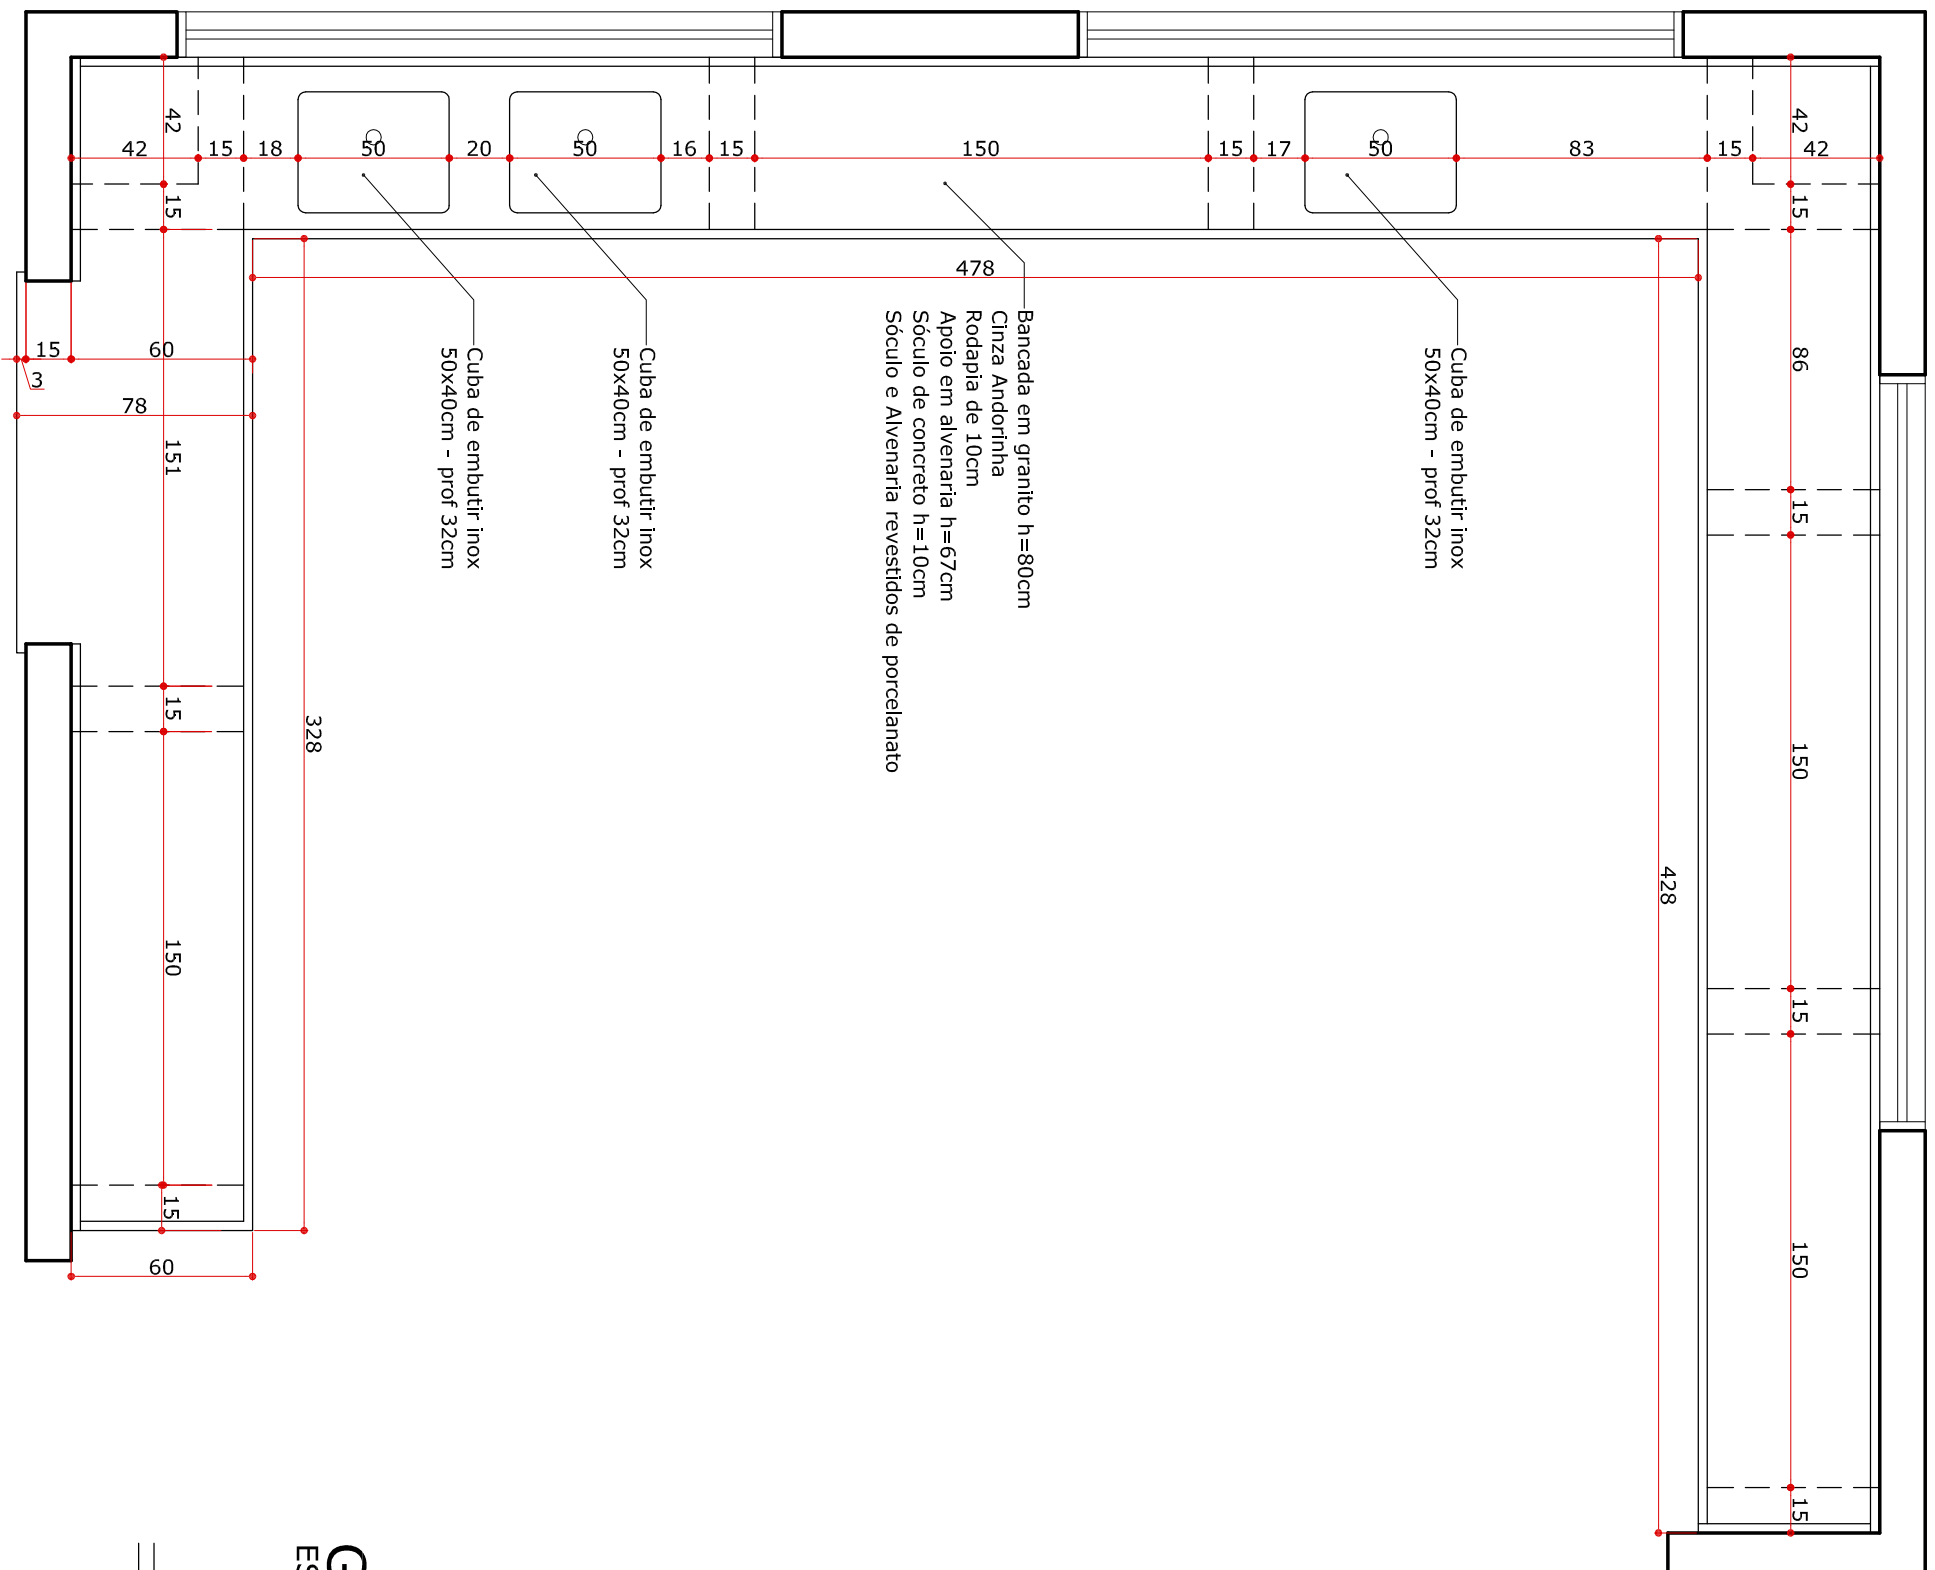 42
15
18
50
20
50
16
15
150
15
17
50
83
15
42
42
15
151
15
150
15
42
15
86
15
150
15
150
15
478
15
60
3
78
328
428
60
Cuba de embutir inox
50x40cm - prof 32cm
Cuba de embutir inox
50x40cm - prof 32cm
Bancada em granito h=80cm
Cinza Andorinha
Rodapia de 10cm
Apoio em alvenaria h=67cm
Sóculo de concreto h=10cm
Sóculo e Alvenaria revestidos de porcelanato
Cuba de embutir inox
50x40cm - prof 32cm
G
ES